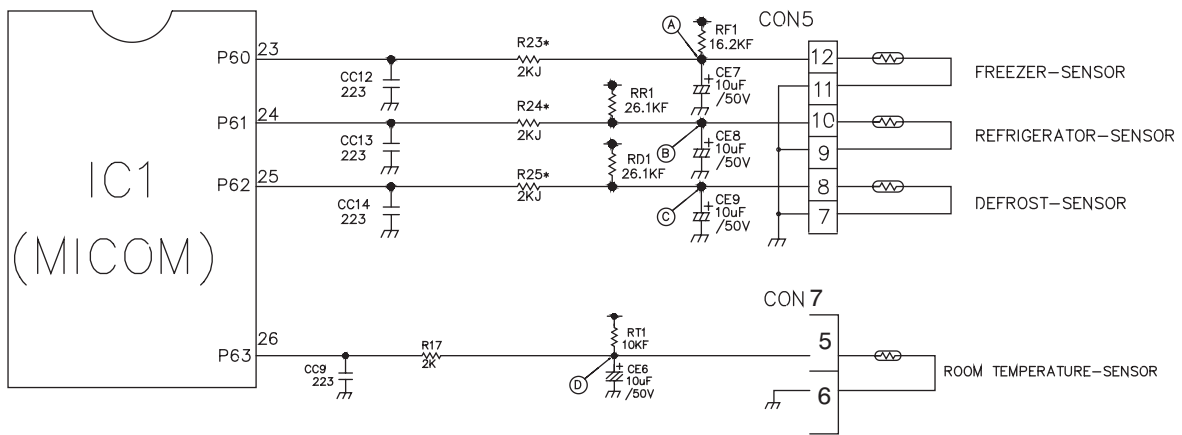 CON5
A
RF1
16.2KF
P60
23
R23*
2KJ
CC12
223
CE7
+
10uF
/50V
12
11
FREEZER-SENSOR
RR1
26.1KF
P61
24
R24*
2KJ
CC13
223
B
CE8
+
10uF
/50V
10
9
REFRIGERATOR-SENSOR
RD1
26.1KF
P62
25
R25*
2KJ
CC14
223
C
CE9
+
10uF
/50V
8
7
DEFROST-SENSOR
IC1
(MICOM)
CON 7
P63
26
R17
2K
CC9
223
RT1
10KF
D
CE6
+
10uF
/50V
5
6
ROOM TEMPERATURE-SENSOR